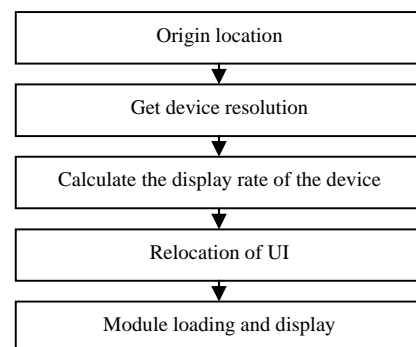 Origin location
Get device resolution
Calculate the display rate of the device
Relocation of UI
Module loading and display